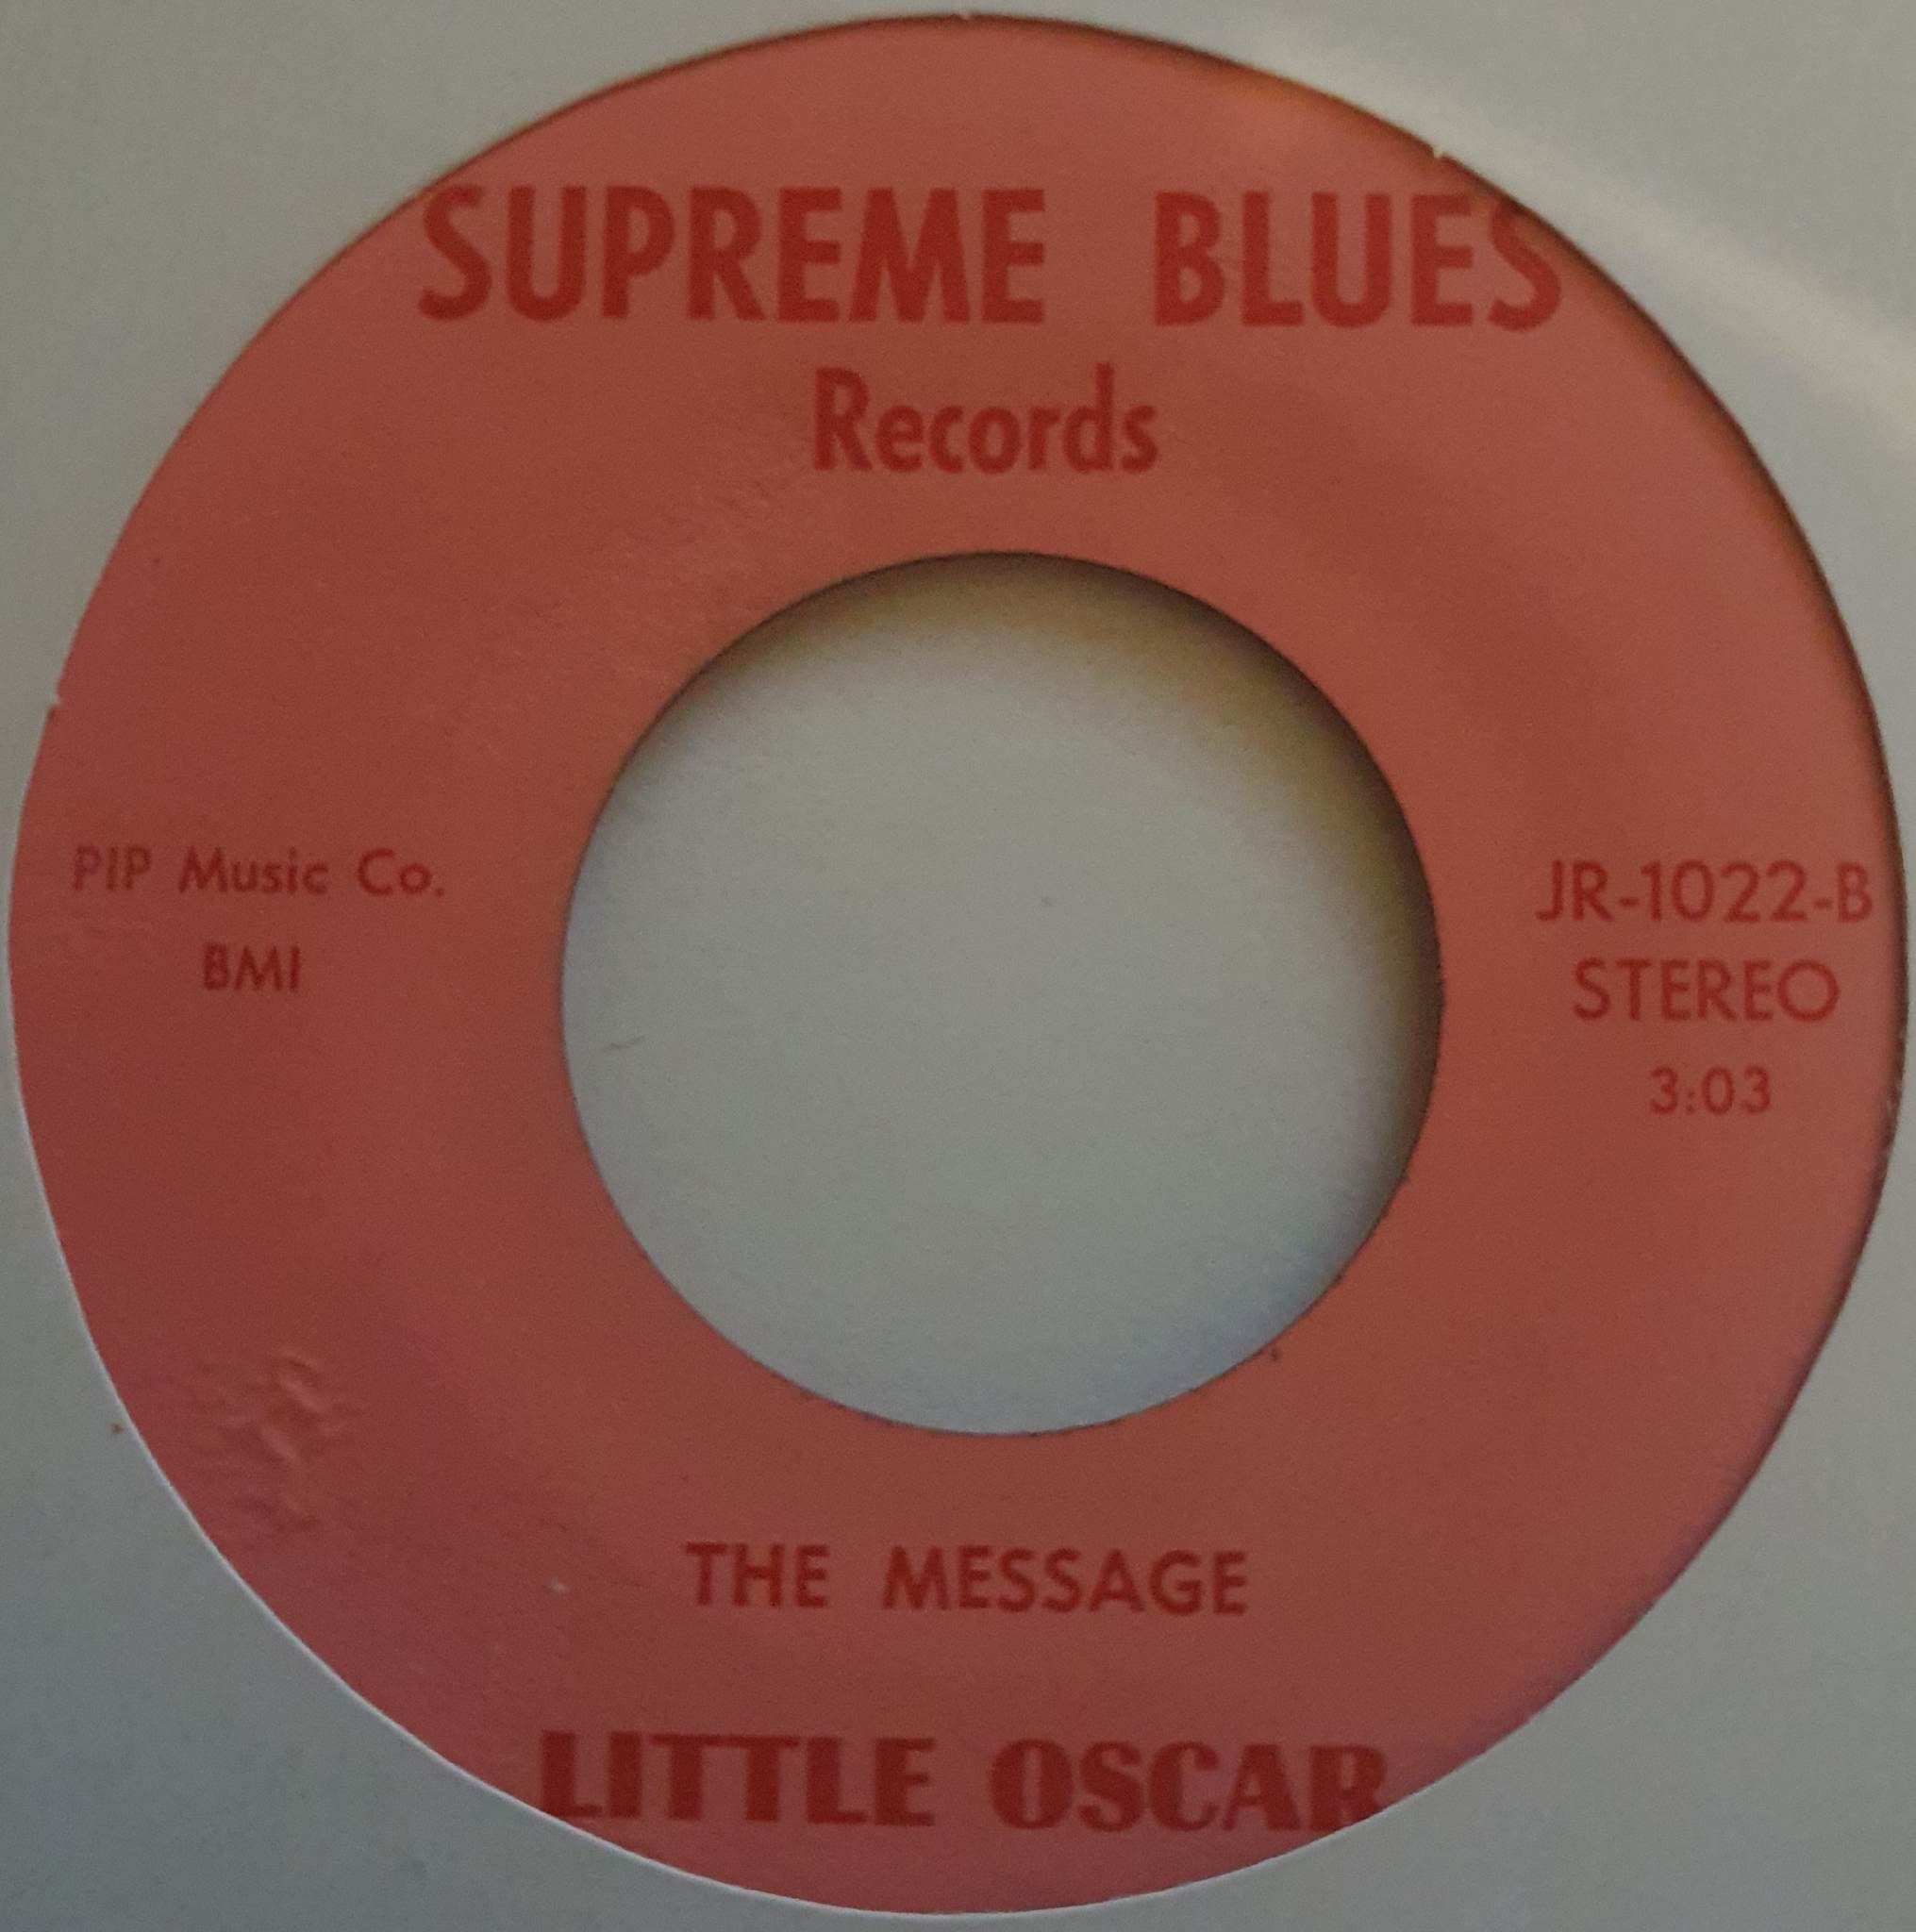 SUPREME BLUES
Records
PIP Music Co.
BMI
JR-1022-B
STEREO
3:03
THE MESSAGE
LITTLE OSCAR